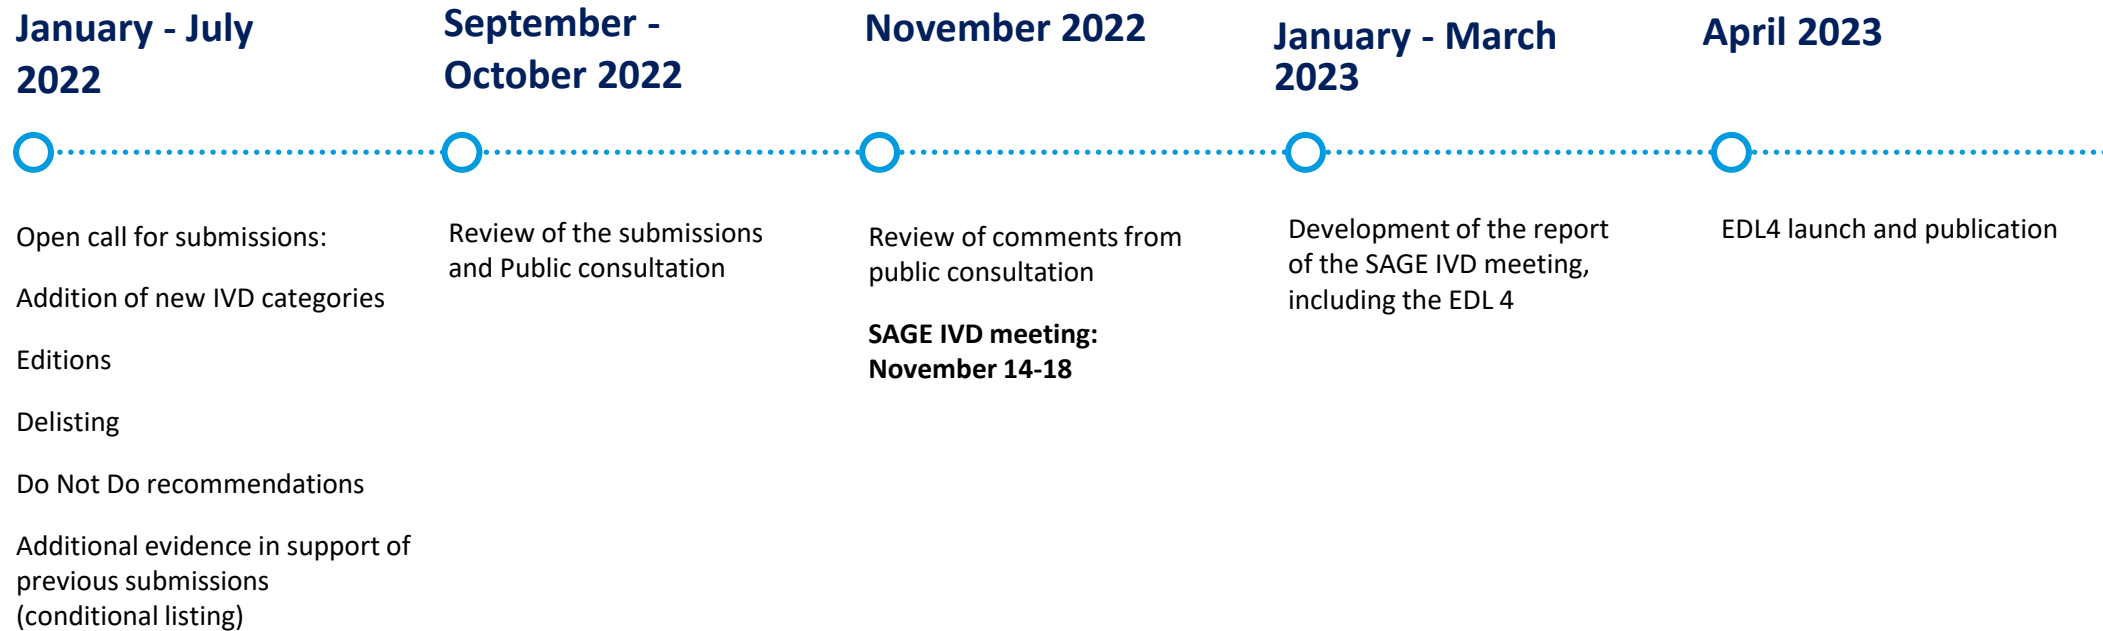 January - July
2022
September -
October 2022
November 2022
January - March
2023
April 2023
Open call for submissions:
Addition of new IVD categories
Editions
Delisting
Do Not Do recommendations
Additional evidence in support of
previous submissions
(conditional listing)
Review of the submissions
and Public consultation
Review of comments from
public consultation
SAGE IVD meeting:
November 14-18
Development of the report
of the SAGE IVD meeting,
including the EDL 4
EDL4 launch and publication